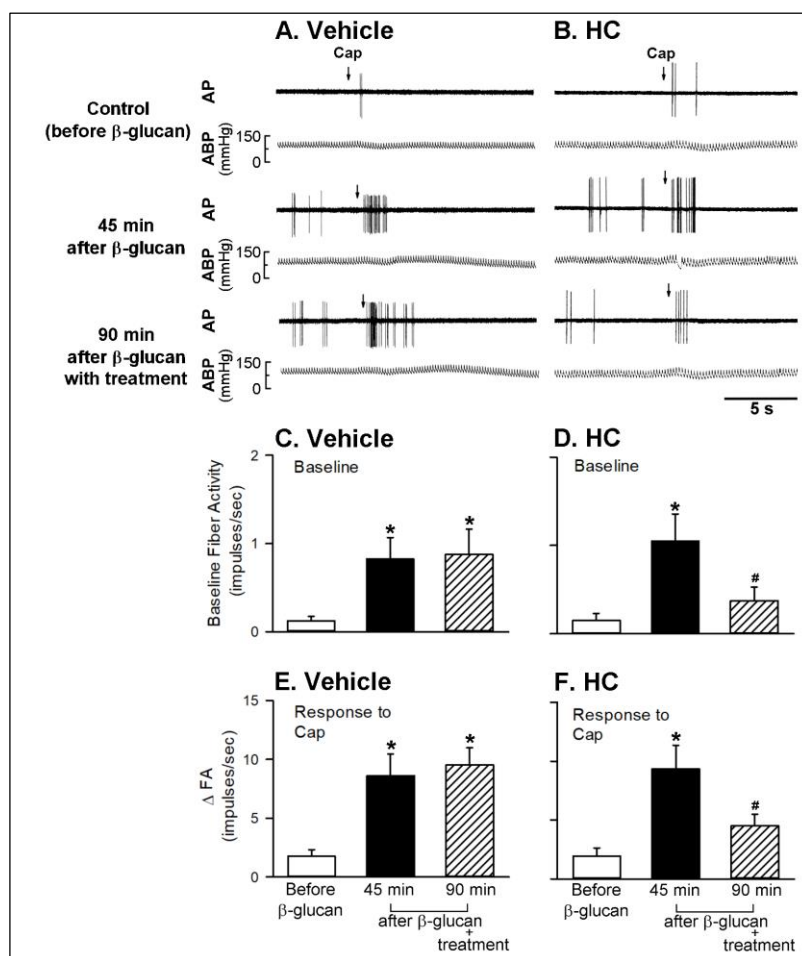 A. Vehicle
B. HC
Cap
Cap
Control
(before β-glucan)
AP
ABP
(mmHg)
150
0
45 min
after β-glucan
AP
ABP
(mmHg)
150
0
90 min
after β-glucan
with treatment
AP
ABP
(mmHg)
150
0
5 s
C. Vehicle
D. HC
Baseline
Baseline
Baseline Fiber Activity
(impulses/sec)
2
1
0
*
*
*
#
E. Vehicle
F. HC
Response to
Cap
Response to
Cap
Δ FA
(impulses/sec)
15
10
5
0
*
*
*
#
Before
β-glucan
45 min
90 min
after β-glucan
+
treatment
Before
β-glucan
45 min
90 min
after β-glucan
+
treatment